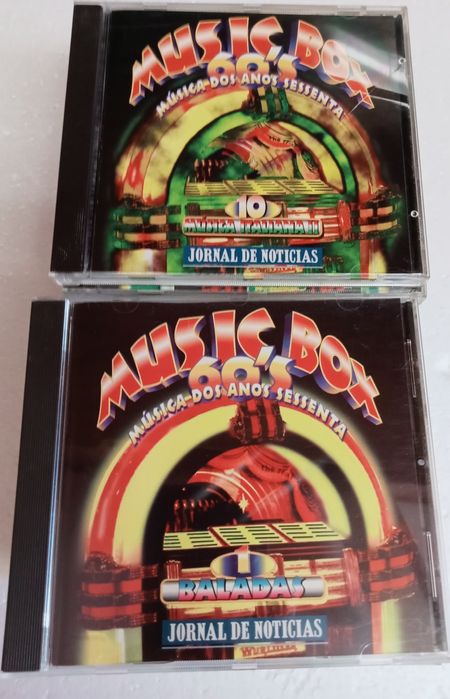 MUSIC BOX
60'S
MÚSICA DOS ANOS SESSENTA
10
MÚSICA ITALIANA II
JORNAL DE NOTICIAS
MUSIC BOX
60'S
MÚSICA DOS ANOS SESSENTA
1
BALADAS
JORNAL DE NOTICIAS